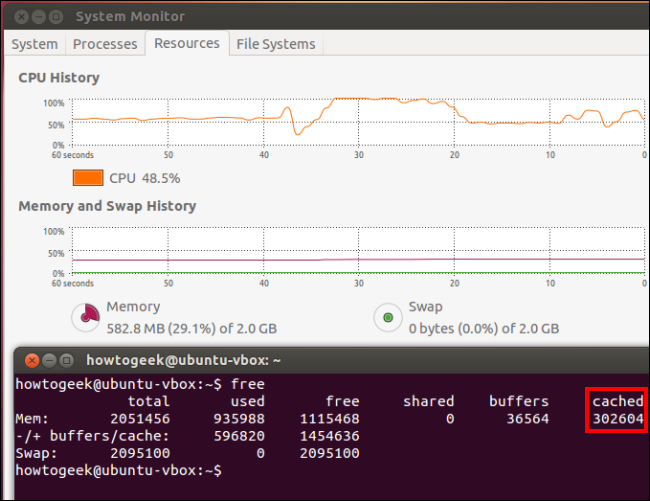 System Monitor
System Processes Resources File Systems
CPU History
100%
50%
0%
60 seconds 50 40 30 20 10 0
CPU 48.5%
Memory and Swap History
100%
50%
0%
60 seconds 50 40 30 20 10 0
Memory Swap
582.8 MB (29.1%) of 2.0 GB 0 bytes (0.0%) of 2.0 GB
howtogeek@ubuntu-vbox: ~
howtogeek@ubuntu-vbox:~$ free
total used free shared buffers cached
Mem: 2051456 935988 1115468 0 36564 302604
-/+ buffers/cache: 596820 1454636
Swap: 2095100 0 2095100
howtogeek@ubuntu-vbox:~$